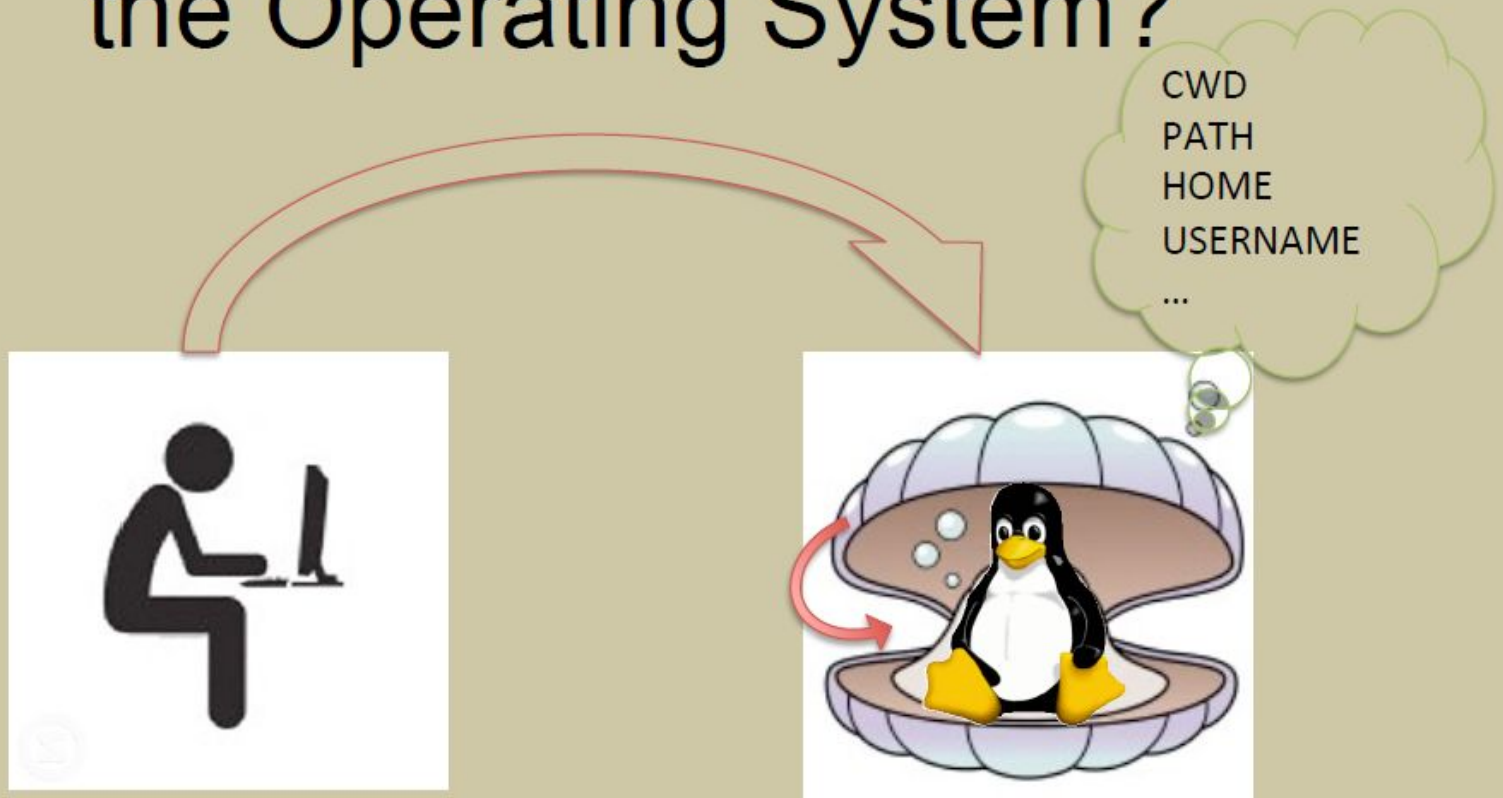 the Operating System?
CWD
PATH
HOME
USERNAME
...